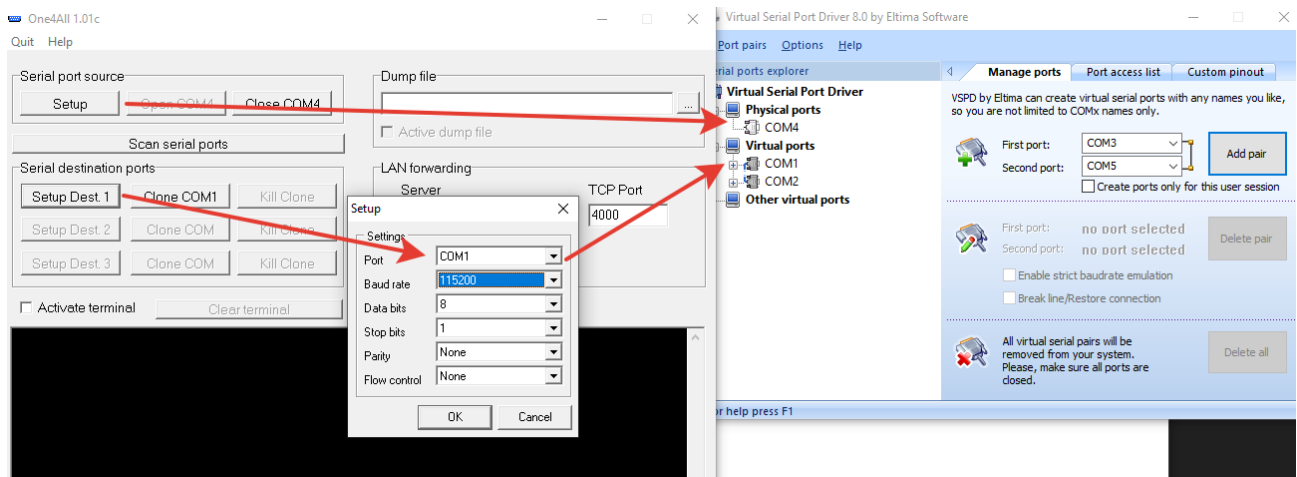 One4All 1.01c
Quit Help
Serial port source
Setup
Open COM4
Close COM4
Scan serial ports
Serial destination ports
Setup Dest. 1
Clone COM1
Kill Clone
Setup Dest. 2
Clone COM
Kill Clone
Setup Dest. 3
Clone COM
Kill Clone
Activate terminal
Clear terminal
Dump file
...
Active dump file
LAN forwarding
Server
TCP Port
4000
Setup
Settings
Port
COM1
Baud rate
115200
Data bits
8
Stop bits
1
Parity
None
Flow control
None
OK
Cancel
Virtual Serial Port Driver 8.0 by Eltima Software
Port pairs Options Help
erial ports explorer
Virtual Serial Port Driver
Physical ports
COM4
Virtual ports
COM1
COM2
Other virtual ports
Manage ports
Port access list
Custom pinout
VSPD by Eltima can create virtual serial ports with any names you like,
so you are not limited to COMx names only.
First port:
COM3
Second port:
COM5
Add pair
Create ports only for this user session
First port:
no port selected
Second port:
no port selected
Delete pair
Enable strict baudrate emulation
Break line/Restore connection
All virtual serial pairs will be
removed from your system.
Please, make sure all ports are
closed.
Delete all
or help press F1